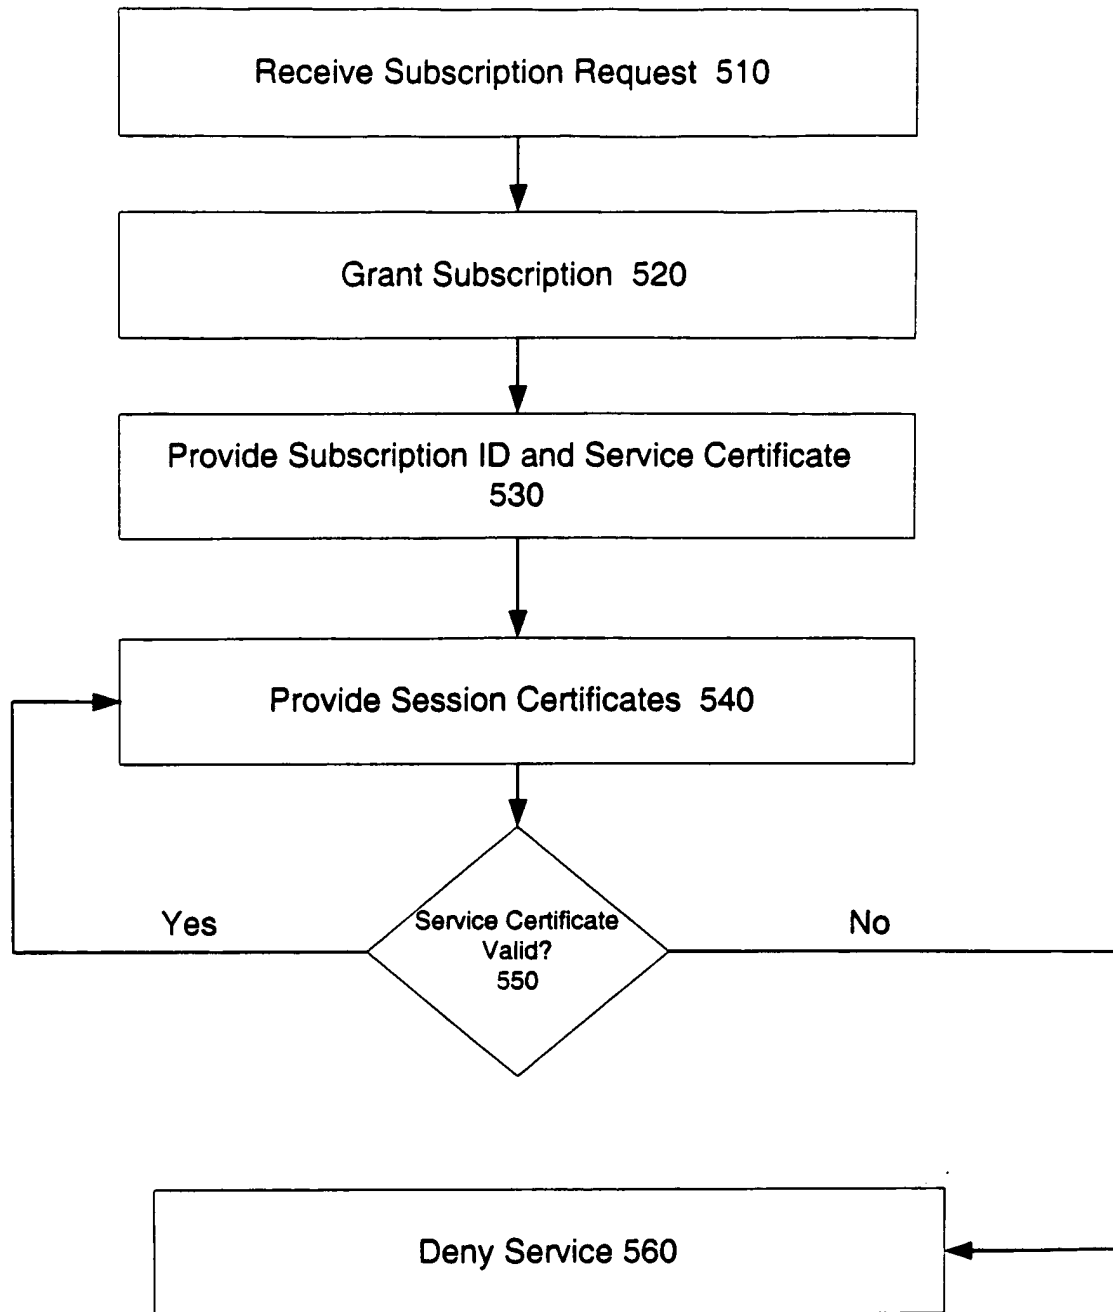 Receive Subscription Request 510
Grant Subscription 520
Provide Subscription ID and Service Certificate
530
Provide Session Certificates 540
Yes
Service Certificate
Valid?
550
No
Deny Service 560